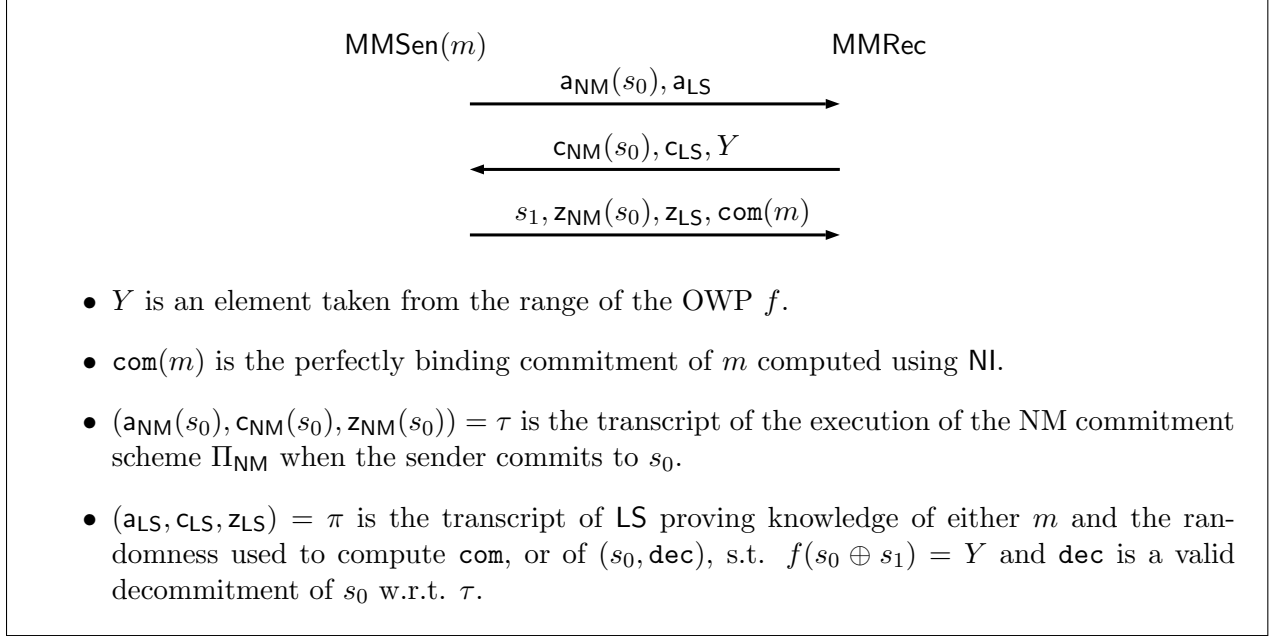 MMSen(m) MMRec
a_NM(s_0), a_LS
c_NM(s_0), c_LS, Y
s_1, z_NM(s_0), z_LS, com(m)
• Y is an element taken from the range of the OWP f.
• com(m) is the perfectly binding commitment of m computed using NI.
• (a_NM(s_0), c_NM(s_0), z_NM(s_0)) = τ is the transcript of the execution of the NM commitment
scheme Π_NM when the sender commits to s_0.
• (a_LS, c_LS, z_LS) = π is the transcript of LS proving knowledge of either m and the ran-
domness used to compute com, or of (s_0, dec), s.t. f(s_0 ⊕ s_1) = Y and dec is a valid
decommitment of s_0 w.r.t. τ.